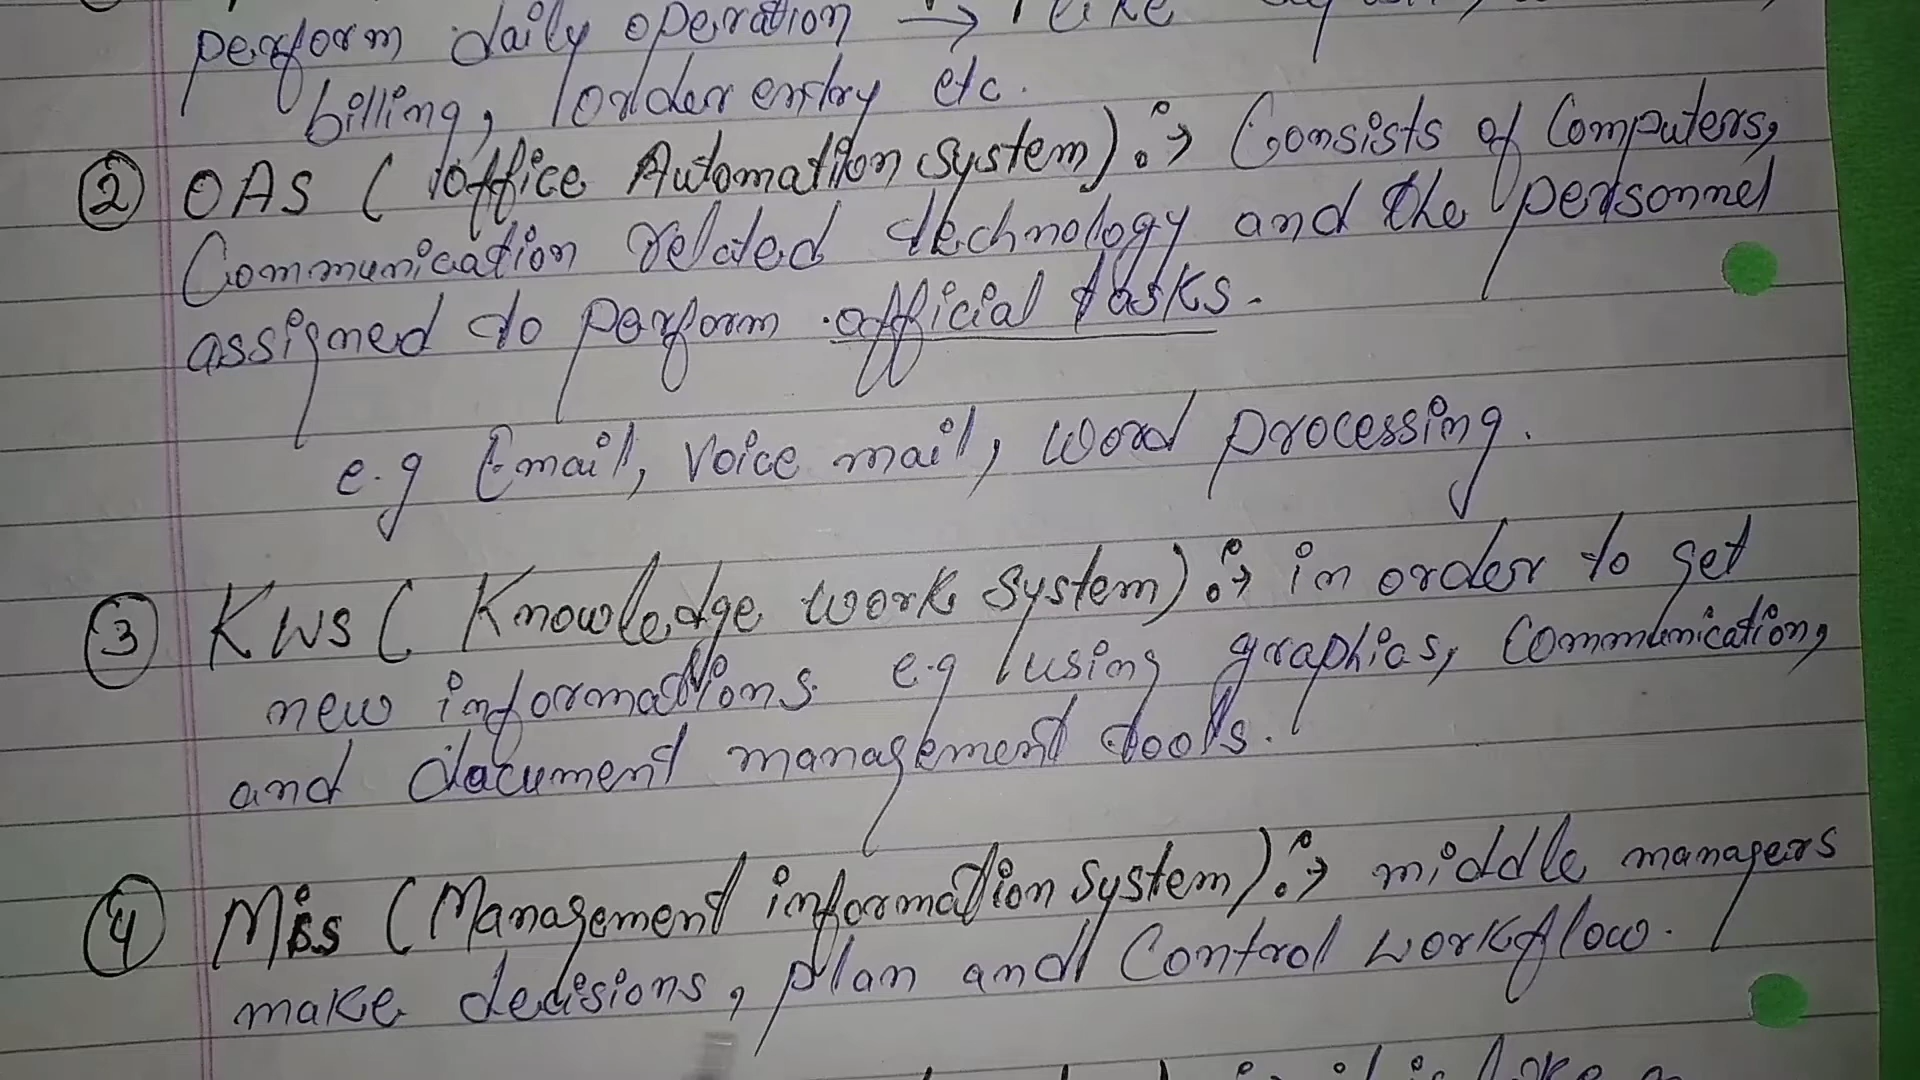 perform daily operation → like
billing, order entry etc.
② OAS ( office Automation system) :→ Consists of Computers,
Communication related technology and the personnel
assigned to perform official tasks.
e.g Email, Voice mail, word processing.
③ KWS ( Knowledge work system) :→ in order to get
new informations e.g using graphics, Communication,
and document management tools.
④ MIS (Management information system) :→ middle managers
make decisions, plan and Control workflow.